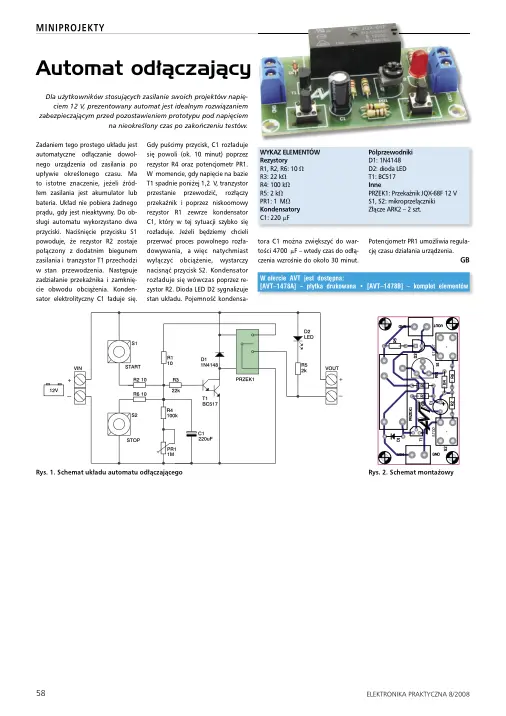 MINIPROJEKTY
Automat odłączający
Dla użytkowników stosujących zasilanie swoich projektów napię-
ciem 12 V, prezentowany automat jest idealnym rozwiązaniem
zabezpieczającym przed pozostawieniem prototypu pod napięciem
na nieokreślony czas po zakończeniu testów.
Zadaniem tego prostego układu jest
automatyczne odłączanie dowol-
nego urządzenia od zasilania po
upływie określonego czasu. Ma
to istotne znaczenie, jeżeli źród-
łem zasilania jest akumulator lub
bateria. Układ nie pobiera żadnego
prądu, gdy jest nieaktywny. Do ob-
sługi automatu wykorzystano dwa
przyciski. Naciśnięcie przycisku S1
powoduje, że rezystor R2 zostaje
połączony z dodatnim biegunem
zasilania i tranzystor T1 przechodzi
w stan przewodzenia. Następuje
zadziałanie przekaźnika i zamknię-
cie obwodu obciążenia. Konden-
sator elektrolityczny C1 ładuje się.
Gdy puścimy przycisk, C1 rozładuje
się powoli (ok. 10 minut) poprzez
rezystor R4 oraz potencjometr PR1.
W momencie, gdy napięcie na bazie
T1 spadnie poniżej 1,2 V, tranzystor
przestanie przewodzić, rozłączy
przekaźnik i poprzez niskoomowy
rezystor R1 zewrze kondensator
C1, który w tej sytuacji szybko się
rozładuje. Jeżeli będziemy chcieli
przerwać proces powolnego rozła-
dowywania, a więc natychmiast
wyłączyć obciążenie, wystarczy
nacisnąć przycisk S2. Kondensator
rozładuje się wówczas poprzez re-
zystor R2. Dioda LED D2 sygnalizuje
stan układu. Pojemność kondensa-
tora C1 można zwiększyć do war-
tości 4700 μF – wtedy czas do odłą-
czenia wzrośnie do około 30 minut.
Potencjometr PR1 umożliwia regula-
cję czasu działania urządzenia.
GB
WYKAZ ELEMENTÓW
Rezystory
R1, R2, R6: 10 Ω
R3: 22 kΩ
R4: 100 kΩ
R5: 2 kΩ
PR1: 1 MΩ
Kondensatory
C1: 220 μF
Półprzewodniki
D1: 1N4148
D2: dioda LED
T1: BC517
Inne
PRZEK1: Przekaźnik JQX-68F 12 V
S1, S2: mikroprzełączniki
Złącze ARK2 – 2 szt.
W ofercie AVT jest dostępna:
[AVT-1478A] – płytka drukowana • [AVT-1478B] – komplet elementów
S1
START
VIN
+
12V
–
R2 10
R6 10
S2
STOP
R1
10
R3
22k
R4
100k
PR1
1M
C1
220uF
D1
1N4148
T1
BC517
PRZEK1
D2
LED
R5
2k
VOUT
+
–
Rys. 1. Schemat układu automatu odłączającego
Rys. 2. Schemat montażowy
58
ELEKTRONIKA PRAKTYCZNA 8/2008